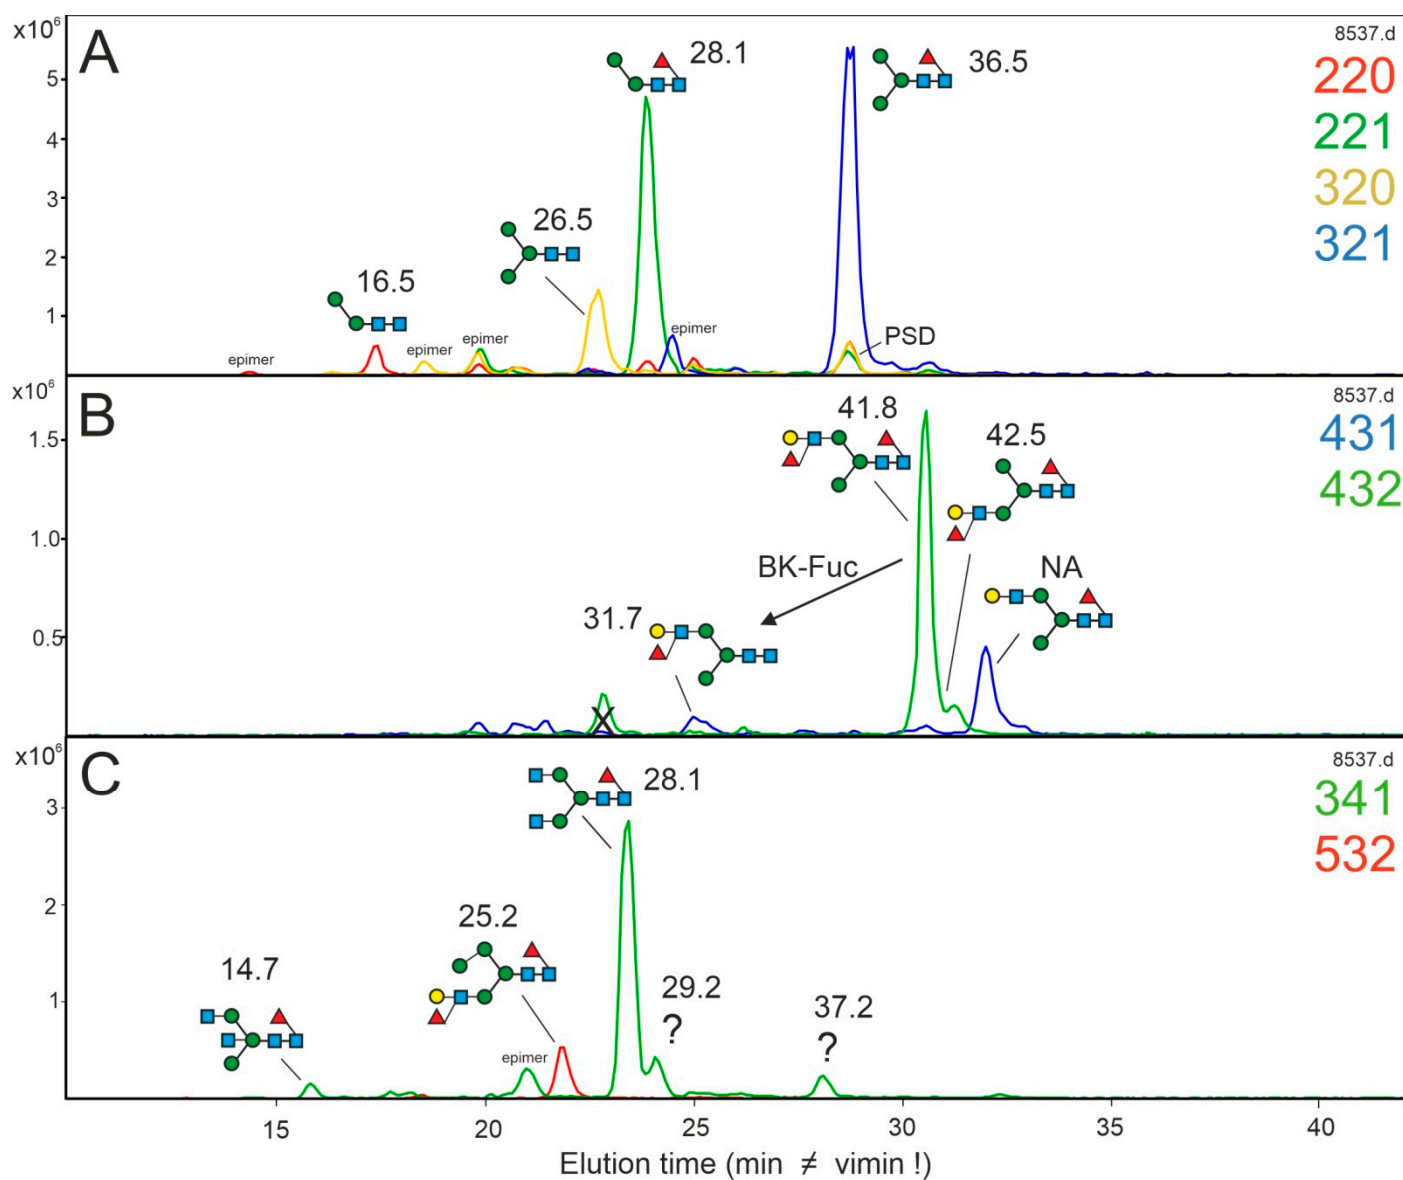 x10⁶
A
8537.d
220
221
320
321
5
4
3
2
1
28.1
36.5
26.5
16.5
epimer
epimer
epimer
epimer
PSD
x10⁶
B
8537.d
431
432
1.5
1.0
0.5
41.8
42.5
NA
BK-Fuc
31.7
X
x10⁶
C
8537.d
341
532
3
2
1
28.1
25.2
14.7
29.2
?
37.2
?
epimer
15 20 25 30 35 40
Elution time (min ≠ vimin !)